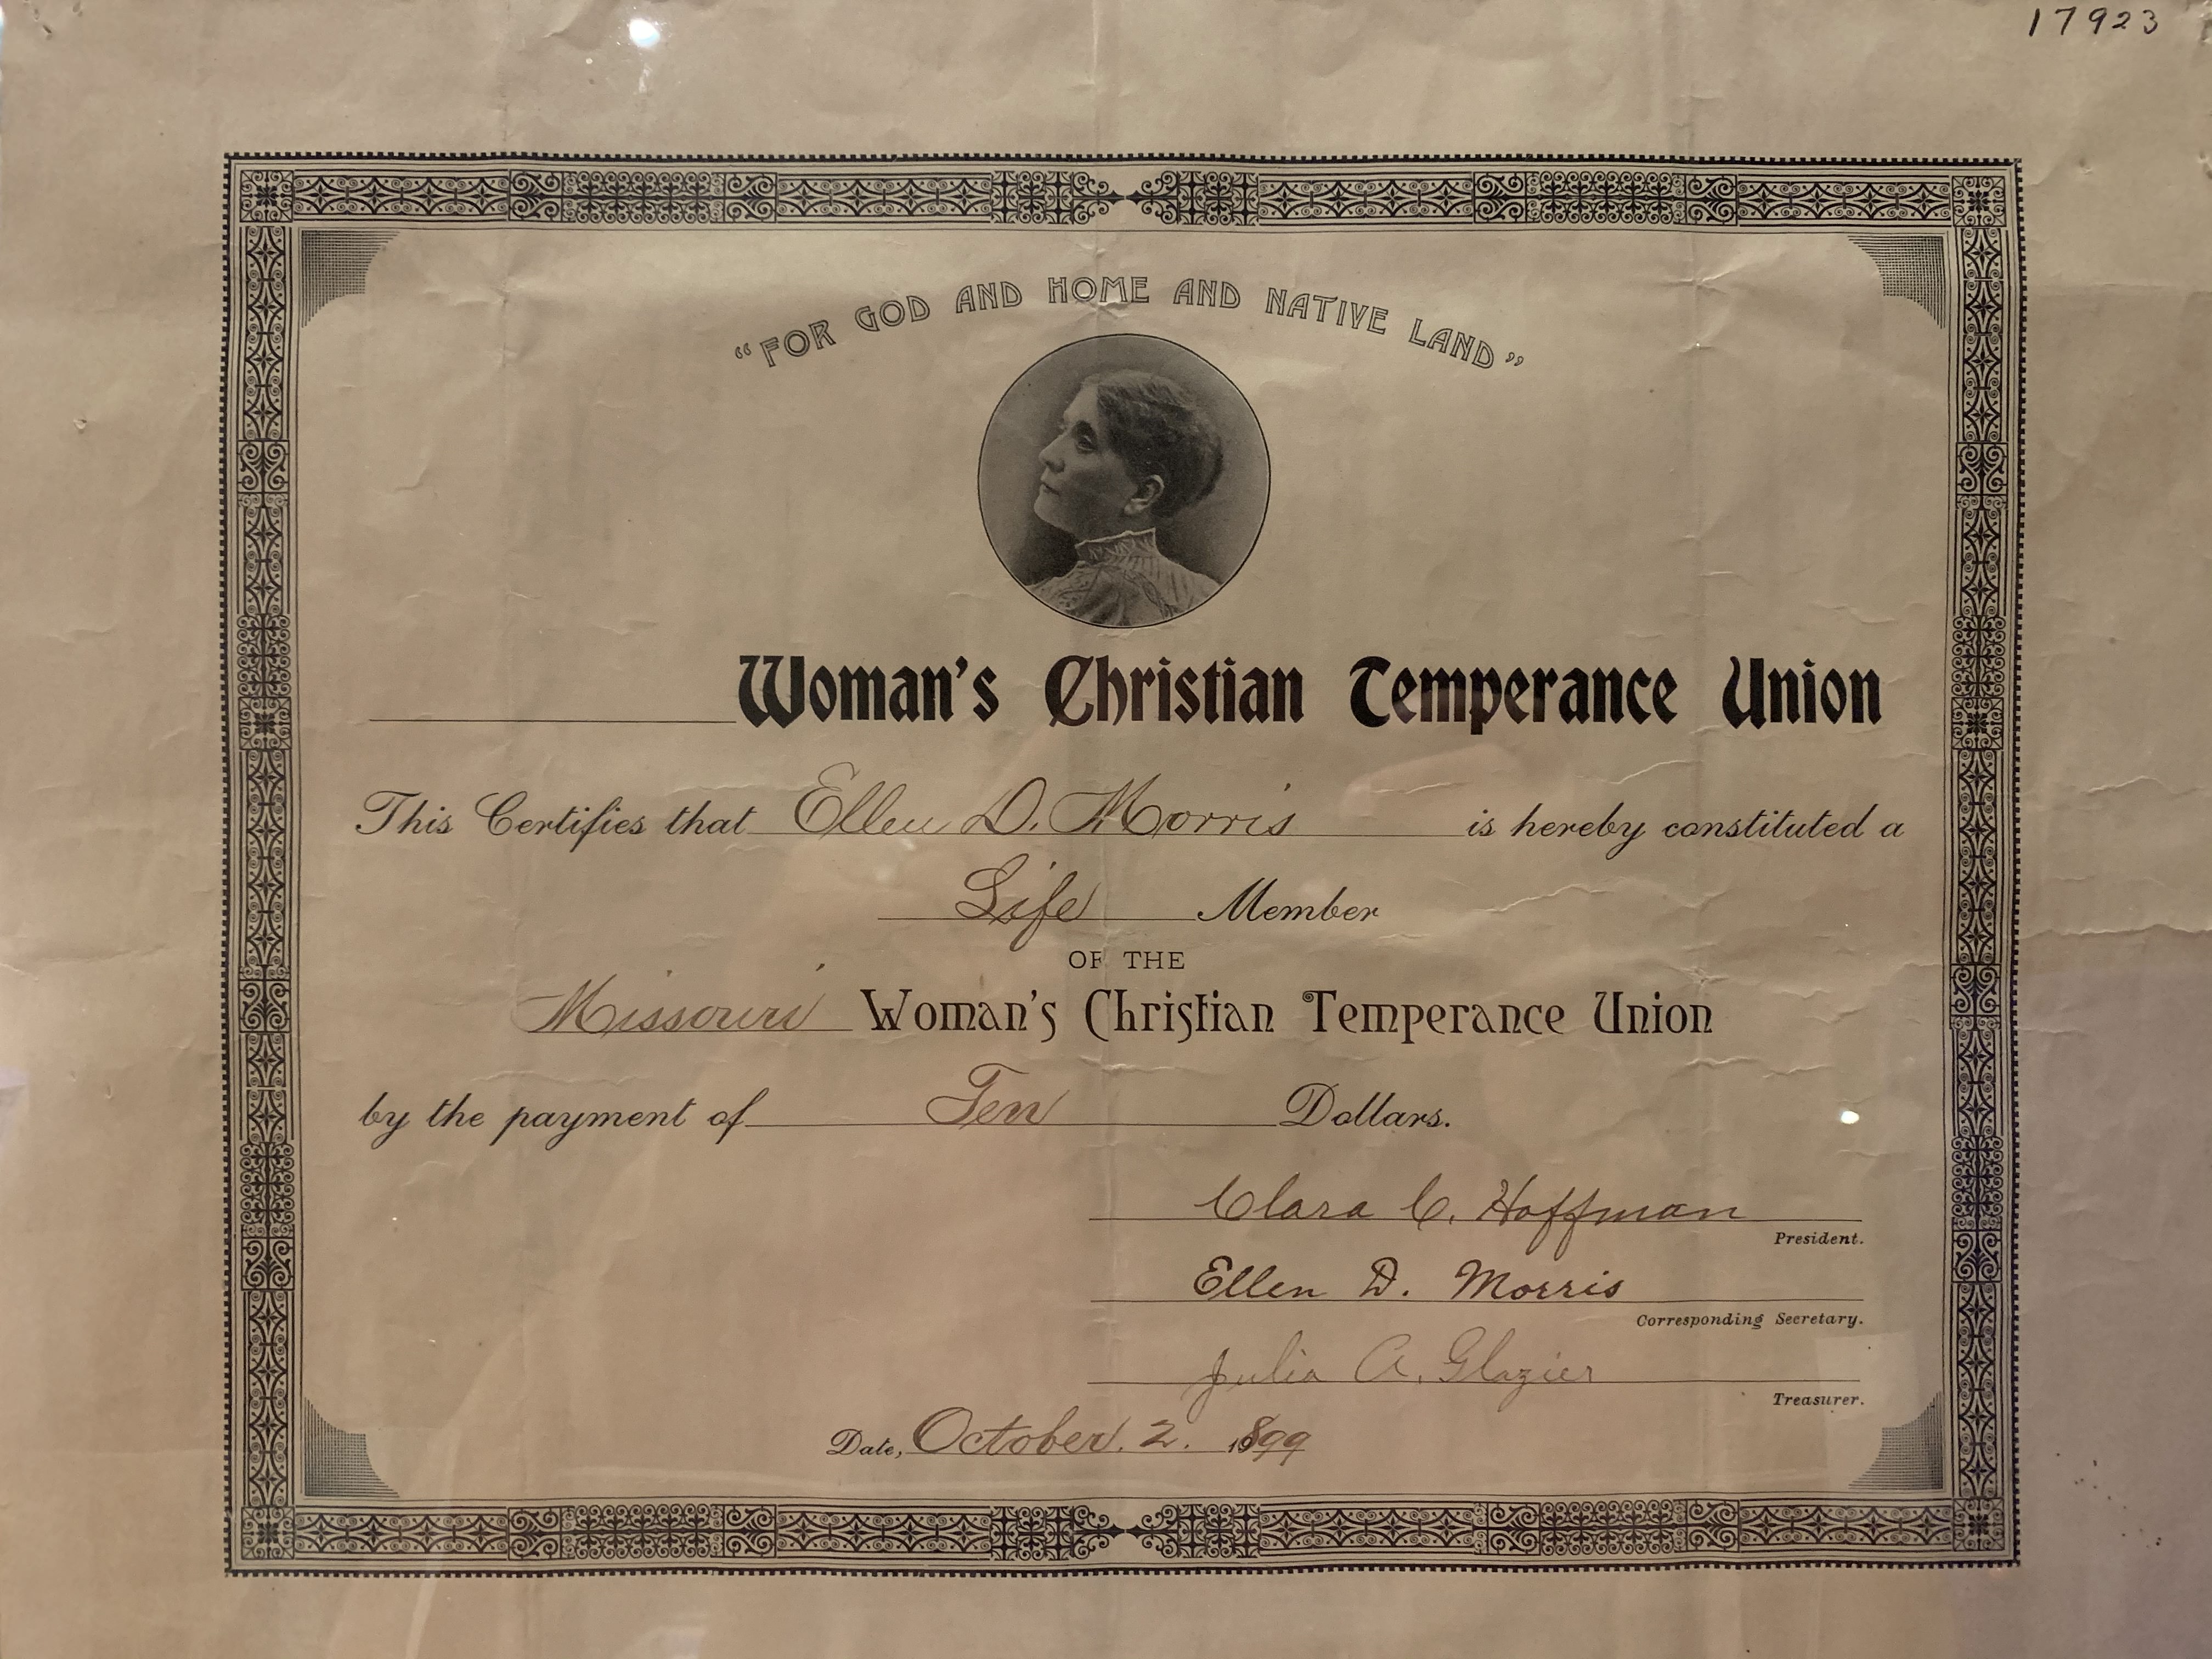 17923
“FOR GOD AND HOME AND NATIVE LAND”
Woman's Christian Temperance Union
This Certifies that Ellen D. Morris is hereby constituted a
Life Member
OF THE
Missouri Woman's Christian Temperance Union
by the payment of Ten Dollars.
Clara C. Hoffman
President.
Ellen D. Morris
Corresponding Secretary.
Julia A. Glazier
Treasurer.
Date, October. 2. 1899